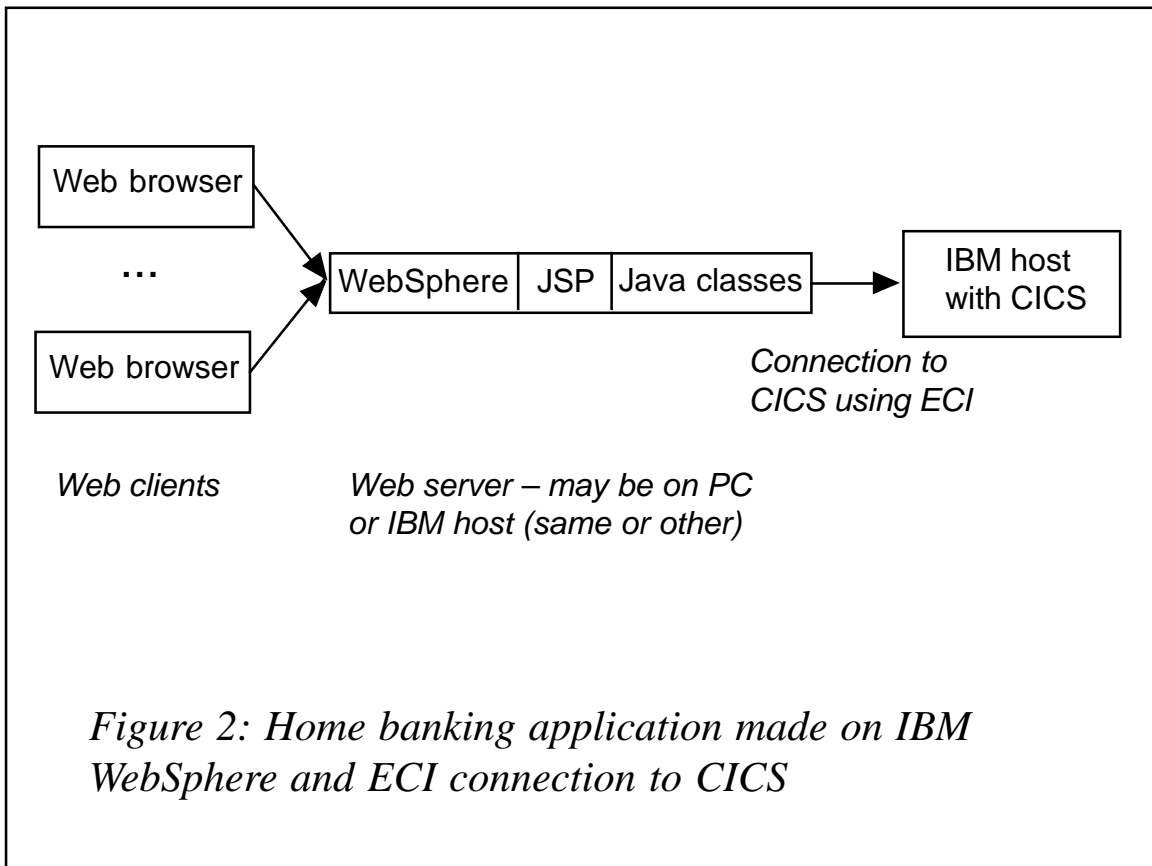 Web browser
...
Web browser
WebSphere JSP Java classes
IBM host
with CICS
Connection to
CICS using ECI
Web clients
Web server – may be on PC
or IBM host (same or other)
Figure 2: Home banking application made on IBM
WebSphere and ECI connection to CICS